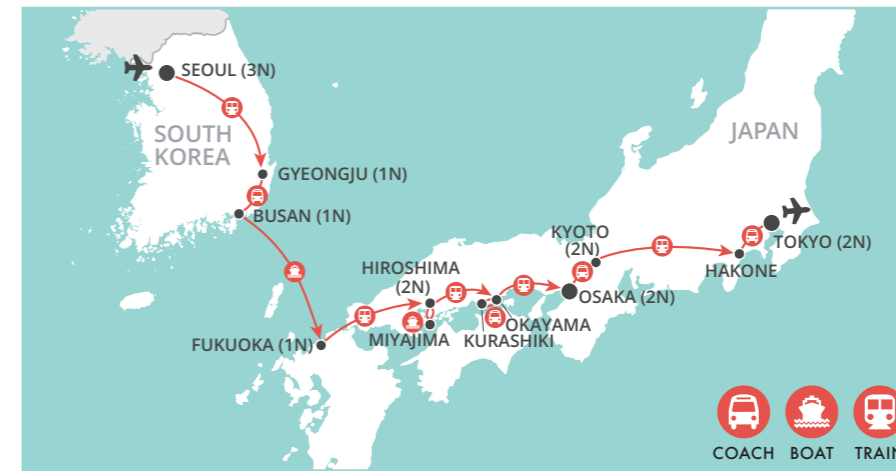 SEOUL (3N)
SOUTH
KOREA
JAPAN
GYEONGJU (1N)
BUSAN (1N)
KYOTO
(2N)
TOKYO (2N)
HAKONE
HIROSHIMA
(2N)
OSAKA (2N)
OKAYAMA
FUKUOKA (1N)
MIYAJIMA
KURASHIKI
COACH BOAT TRAIN